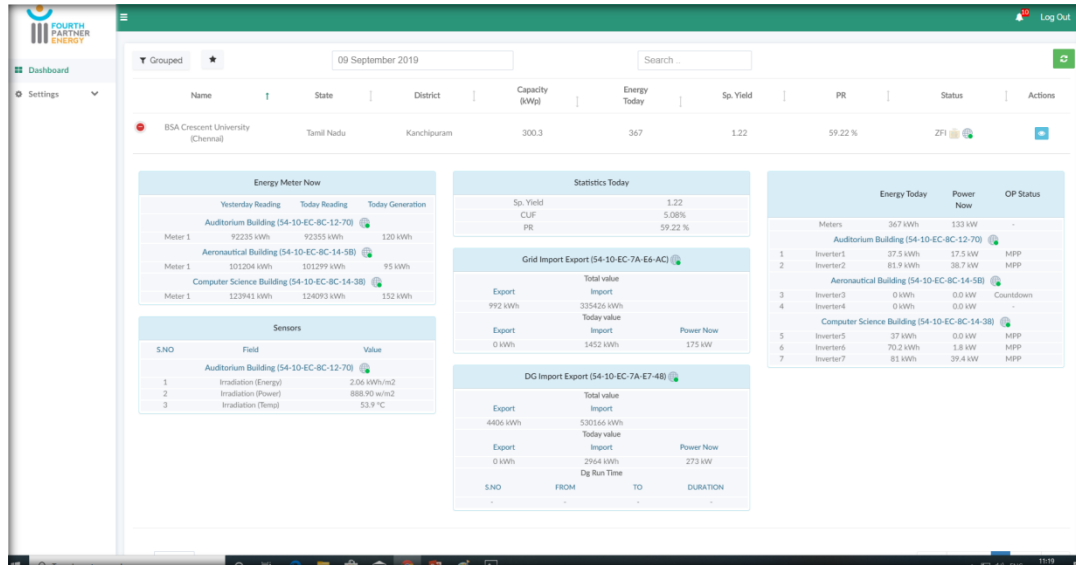 FOURTH
PARTNER
ENERGY
10 Log Out
Dashboard
Settings
Grouped 09 September 2019 Search ..
Name State District Capacity (kWp) Energy Today Sp. Yield PR Status Actions
BSA Crescent University (Chennai) Tamil Nadu Kanchipuram 300.3 367 1.22 59.22 % ZFI
Energy Meter Now
Yesterday Reading Today Reading Today Generation
Auditorium Building (54-10-EC-8C-12-70)
Meter 1 92235 kWh 92355 kWh 120 kWh
Aeronautical Building (54-10-EC-8C-14-5B)
Meter 1 101204 kWh 101299 kWh 95 kWh
Computer Science Building (54-10-EC-8C-14-38)
Meter 1 123941 kWh 124093 kWh 152 kWh
Sensors
S.NO Field Value
Auditorium Building (54-10-EC-8C-12-70)
1 Irradiation (Energy) 2.06 kWh/m2
2 Irradiation (Power) 888.90 w/m2
3 Irradiation (Temp) 53.9 °C
Statistics Today
Sp. Yield 1.22
CUF 5.08%
PR 59.22 %
Grid Import Export (54-10-EC-7A-E6-AC)
Total value
Export Import
992 kWh 335426 kWh
Today value
Export Import Power Now
0 kWh 1452 kWh 175 kW
DG Import Export (54-10-EC-7A-E7-4B)
Total value
Export Import
4406 kWh 530166 kWh
Today value
Export Import Power Now
0 kWh 2964 kWh 273 kW
Dg Run Time
S.NO FROM TO DURATION
- - - -
Energy Today Power Now OP Status
Meters 367 kWh 133 kW -
Auditorium Building (54-10-EC-8C-12-70)
1 Inverter1 37.5 kWh 17.5 kW MPP
2 Inverter2 81.9 kWh 38.7 kW MPP
Aeronautical Building (54-10-EC-8C-14-5B)
3 Inverter3 0 kWh 0.0 kW Countdown
4 Inverter4 0 kWh 0.0 kW -
Computer Science Building (54-10-EC-8C-14-38)
5 Inverter5 37 kWh 0.0 kW MPP
6 Inverter6 70.2 kWh 1.8 kW MPP
7 Inverter7 81 kWh 39.4 kW MPP
11:19